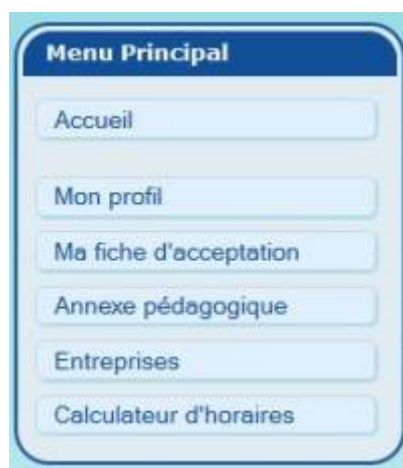 Menu Principal
Accueil
Mon profil
Ma fiche d'acceptation
Annexe pédagogique
Entreprises
Calculateur d'horaires